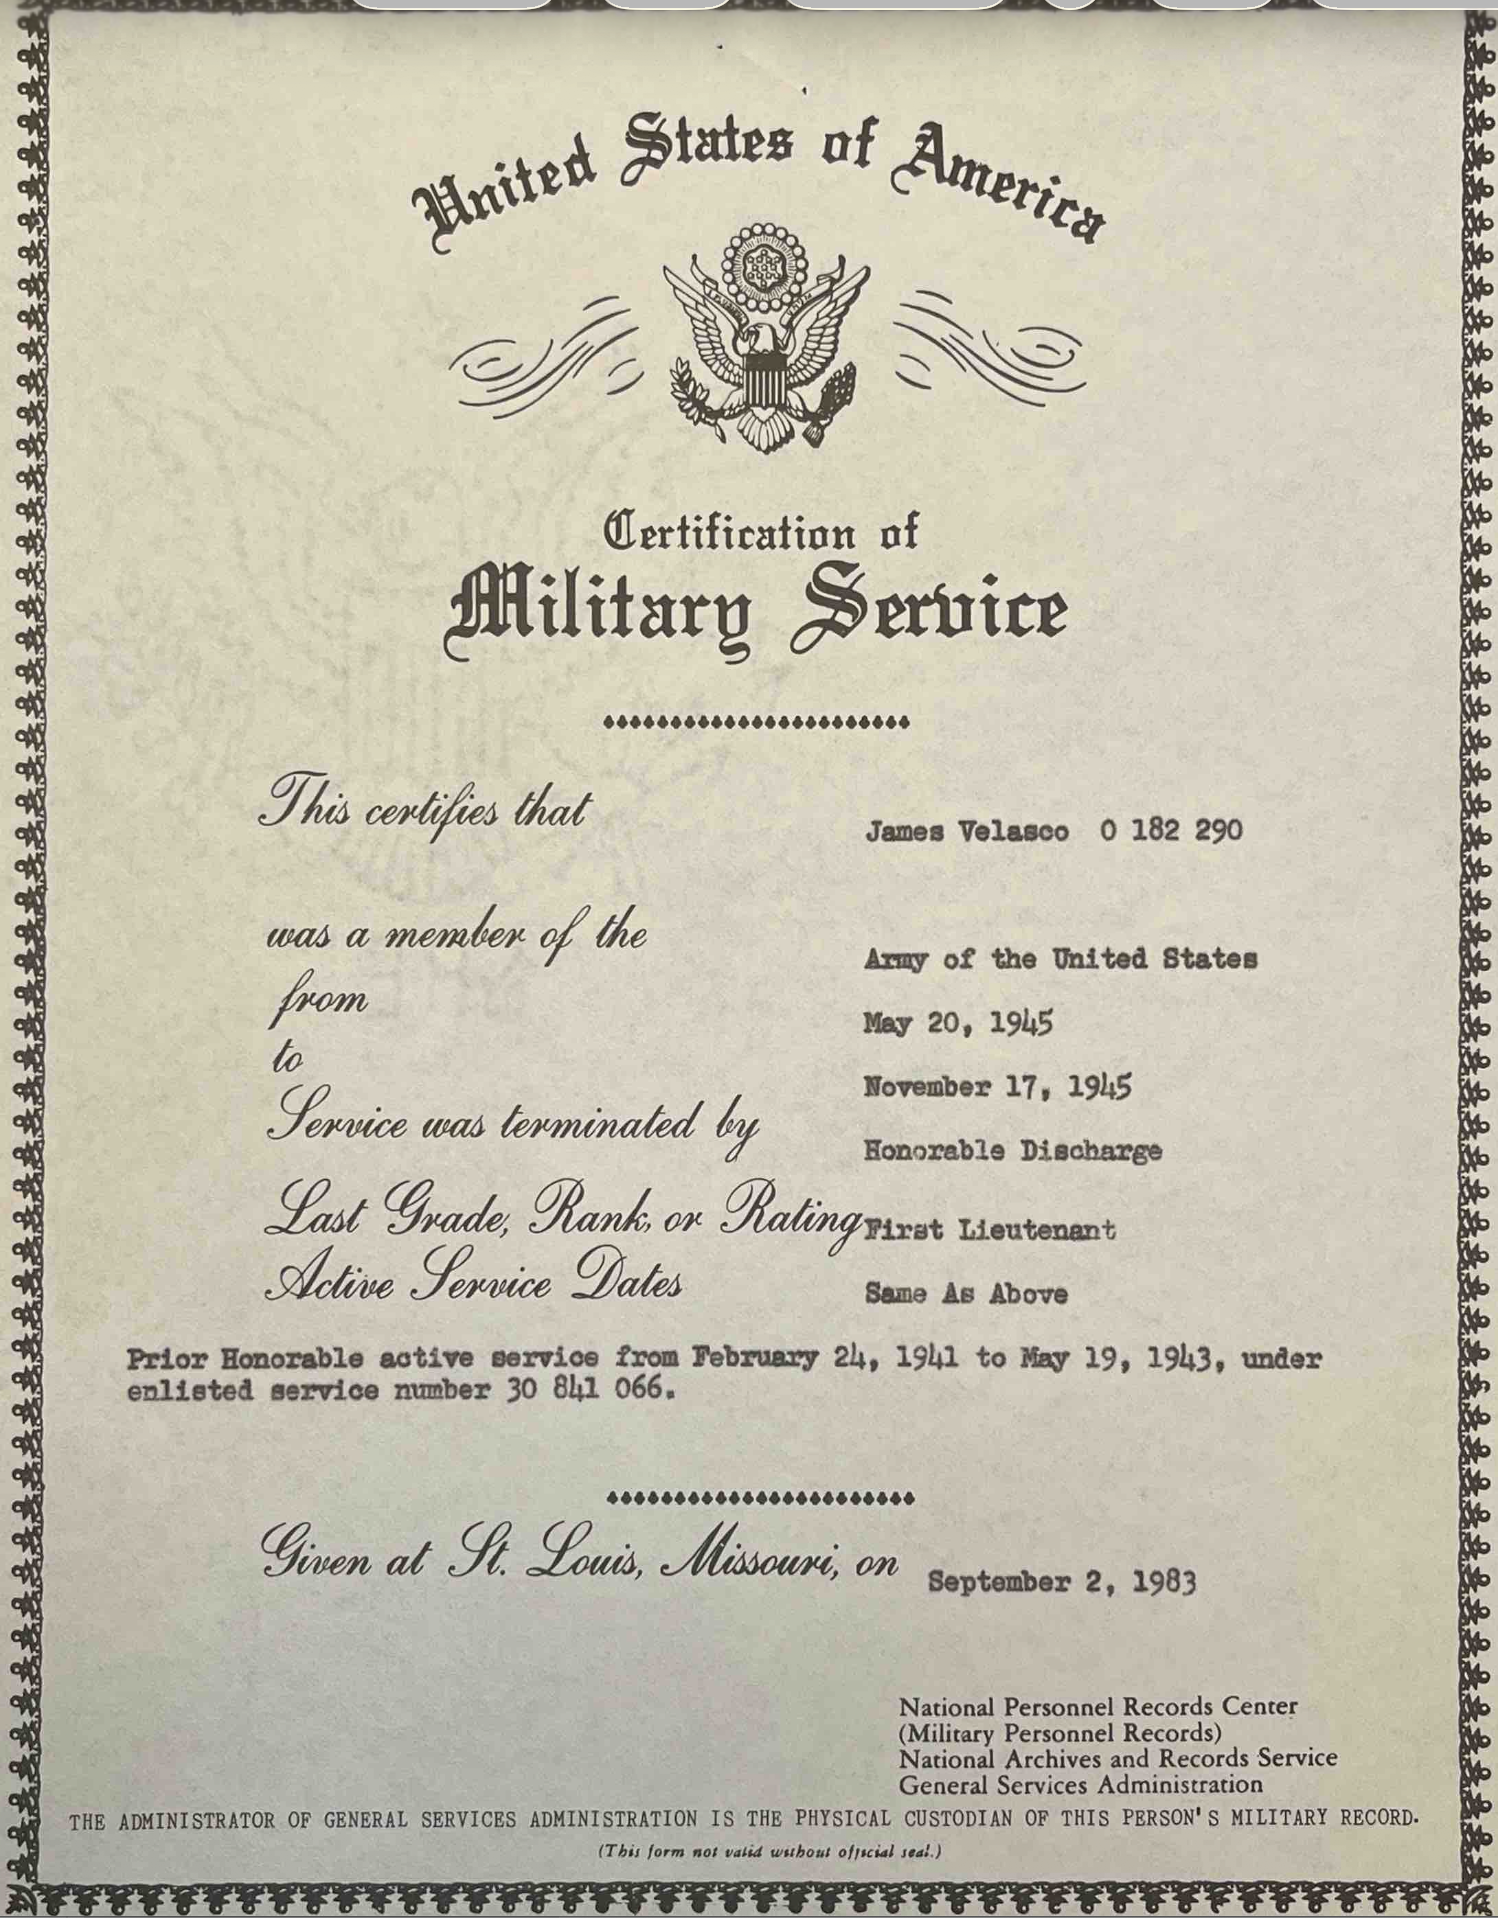 United States of America
Certification of
Military Service
This certifies that James Velasco 0 182 290
was a member of the Army of the United States
from May 20, 1945
to November 17, 1945
Service was terminated by Honorable Discharge
Last Grade, Rank, or Rating First Lieutenant
Active Service Dates Same As Above
Prior Honorable active service from February 24, 1941 to May 19, 1943, under
enlisted service number 30 841 066.
Given at St. Louis, Missouri, on September 2, 1983
National Personnel Records Center
(Military Personnel Records)
National Archives and Records Service
General Services Administration
THE ADMINISTRATOR OF GENERAL SERVICES ADMINISTRATION IS THE PHYSICAL CUSTODIAN OF THIS PERSON'S MILITARY RECORD.
(This form not valid without official seal.)